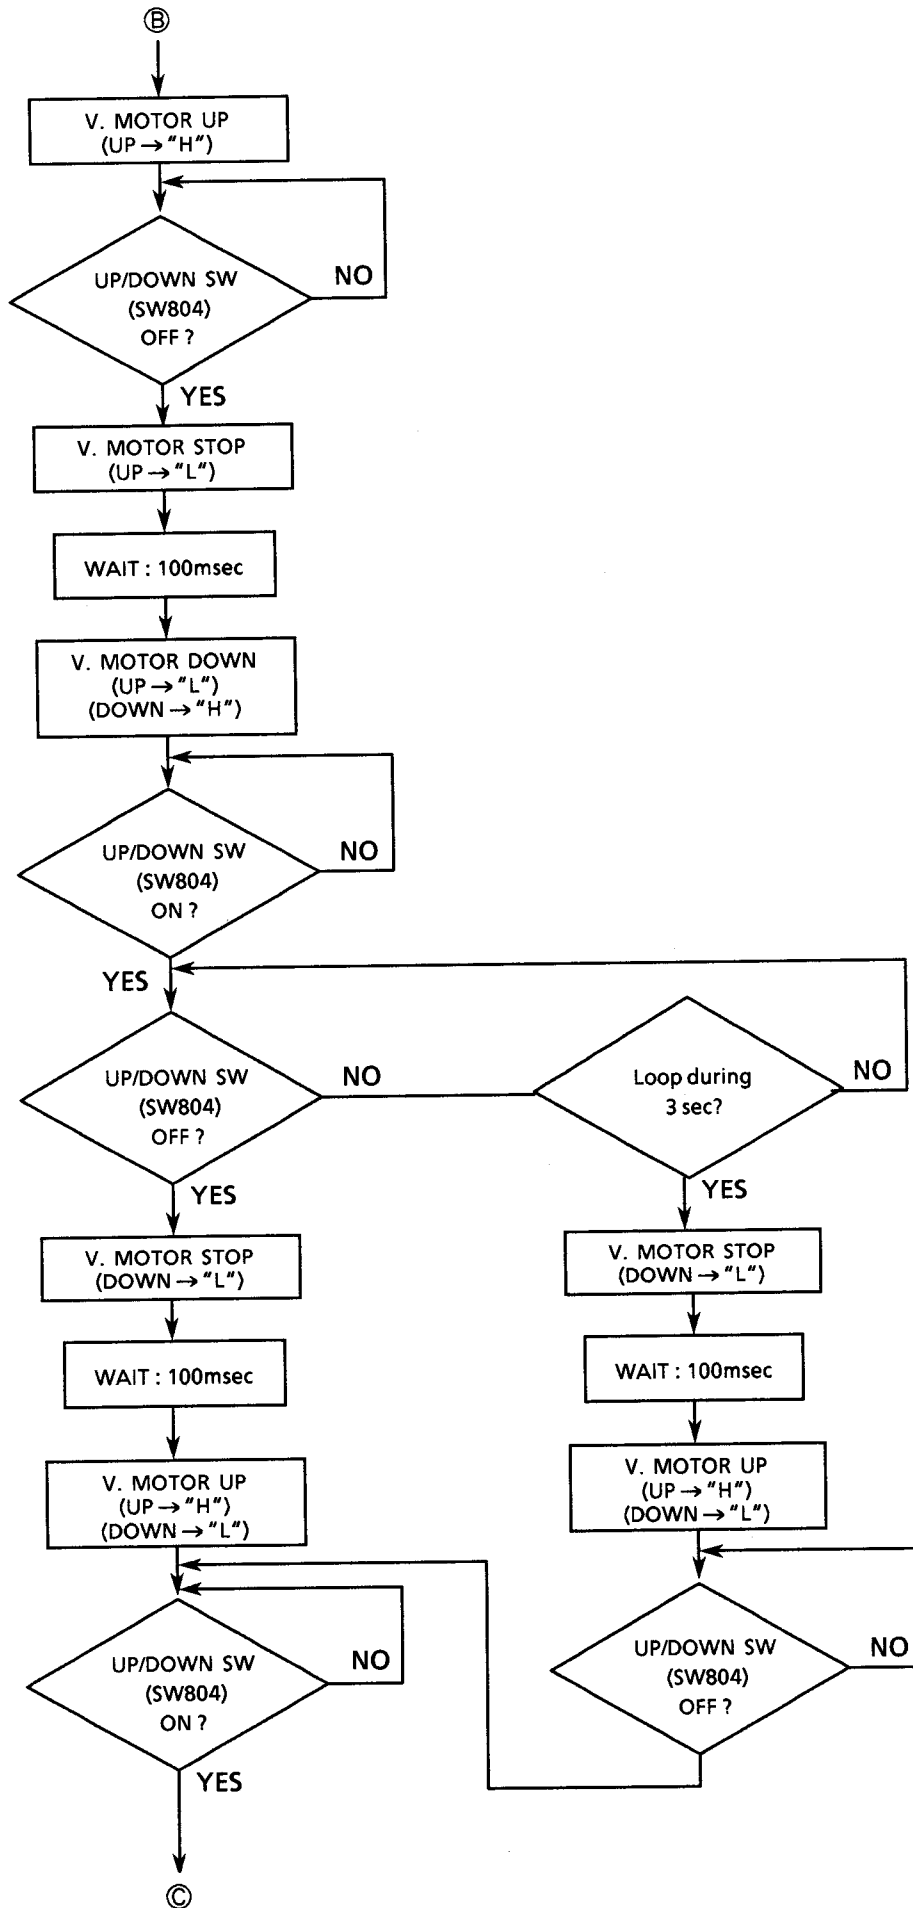 B
V. MOTOR UP
(UP → "H")
UP/DOWN SW
(SW804)
OFF ?
NO
YES
V. MOTOR STOP
(UP → "L")
WAIT : 100msec
V. MOTOR DOWN
(UP → "L")
(DOWN → "H")
UP/DOWN SW
(SW804)
ON ?
NO
YES
UP/DOWN SW
(SW804)
OFF ?
NO
Loop during
3 sec?
NO
YES
V. MOTOR STOP
(DOWN → "L")
WAIT : 100msec
V. MOTOR UP
(UP → "H")
(DOWN → "L")
YES
V. MOTOR STOP
(DOWN → "L")
WAIT : 100msec
V. MOTOR UP
(UP → "H")
(DOWN → "L")
UP/DOWN SW
(SW804)
OFF ?
NO
UP/DOWN SW
(SW804)
ON ?
NO
YES
C